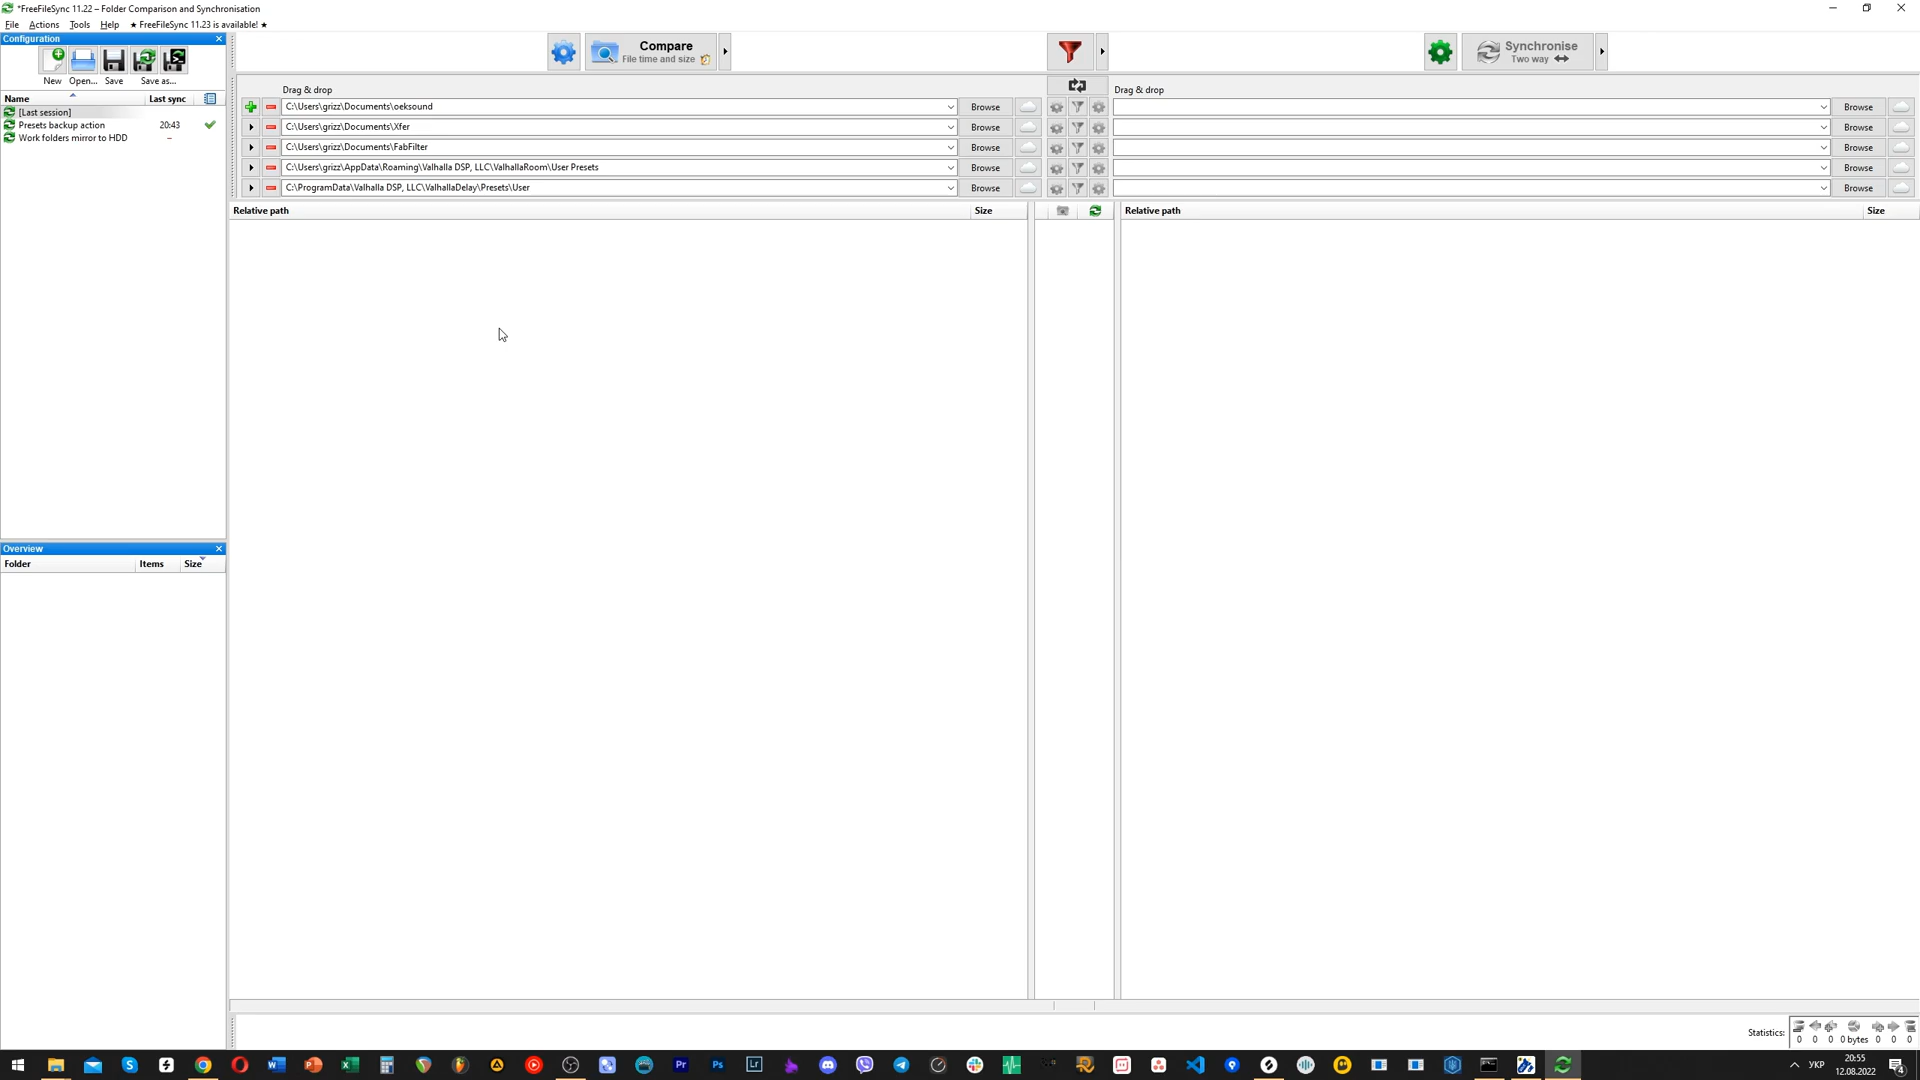 *FreeFileSync 11.22 – Folder Comparison and Synchronisation
File Actions Tools Help ★ FreeFileSync 11.23 is available! ★
Configuration
New Open... Save Save as...
Name Last sync
[Last session]
Presets backup action 20:43
Work folders mirror to HDD –
Compare
File time and size
Synchronise
Two way
Drag & drop
Drag & drop
C:\Users\grizz\Documents\oeksound Browse Browse
C:\Users\grizz\Documents\Xfer Browse Browse
C:\Users\grizz\Documents\FabFilter Browse Browse
C:\Users\grizz\AppData\Roaming\Valhalla DSP, LLC\ValhallaRoom\User Presets Browse Browse
C:\ProgramData\Valhalla DSP, LLC\ValhallaDelay\Presets\User Browse Browse
Relative path Size Relative path Size
Overview
Folder Items Size
Statistics:
0 0 0 0 bytes 0 0 0
УКР
20:55
12.08.2022
4